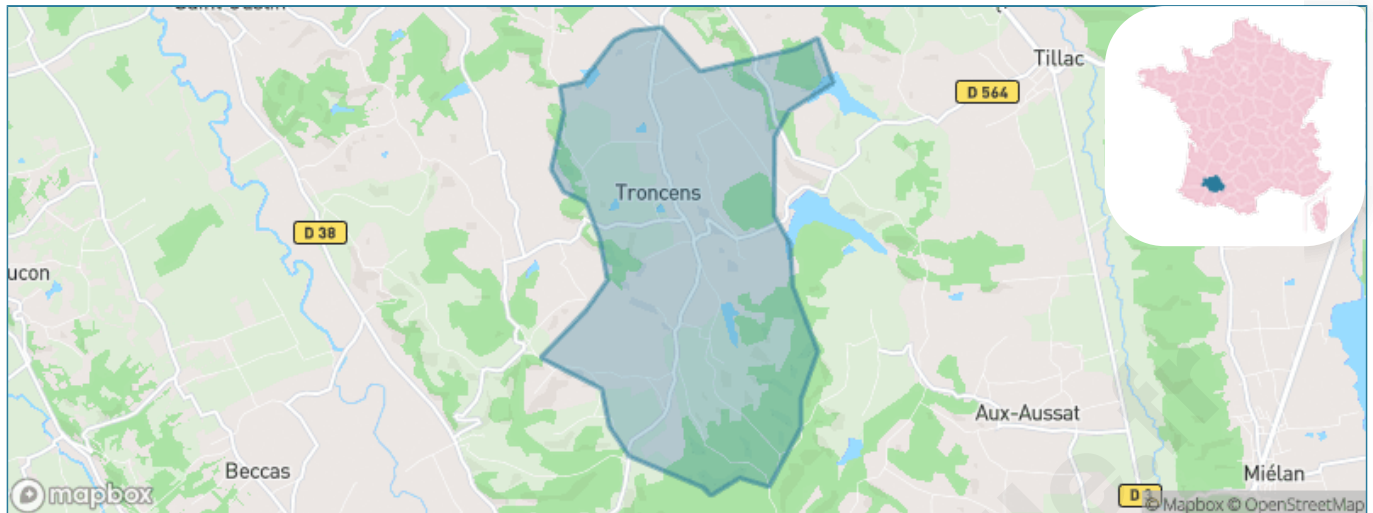 Tillac
D 564
Troncens
D 38
ucon
Aux-Aussat
Beccas
Miélan
mapbox
© Mapbox © OpenStreetMap